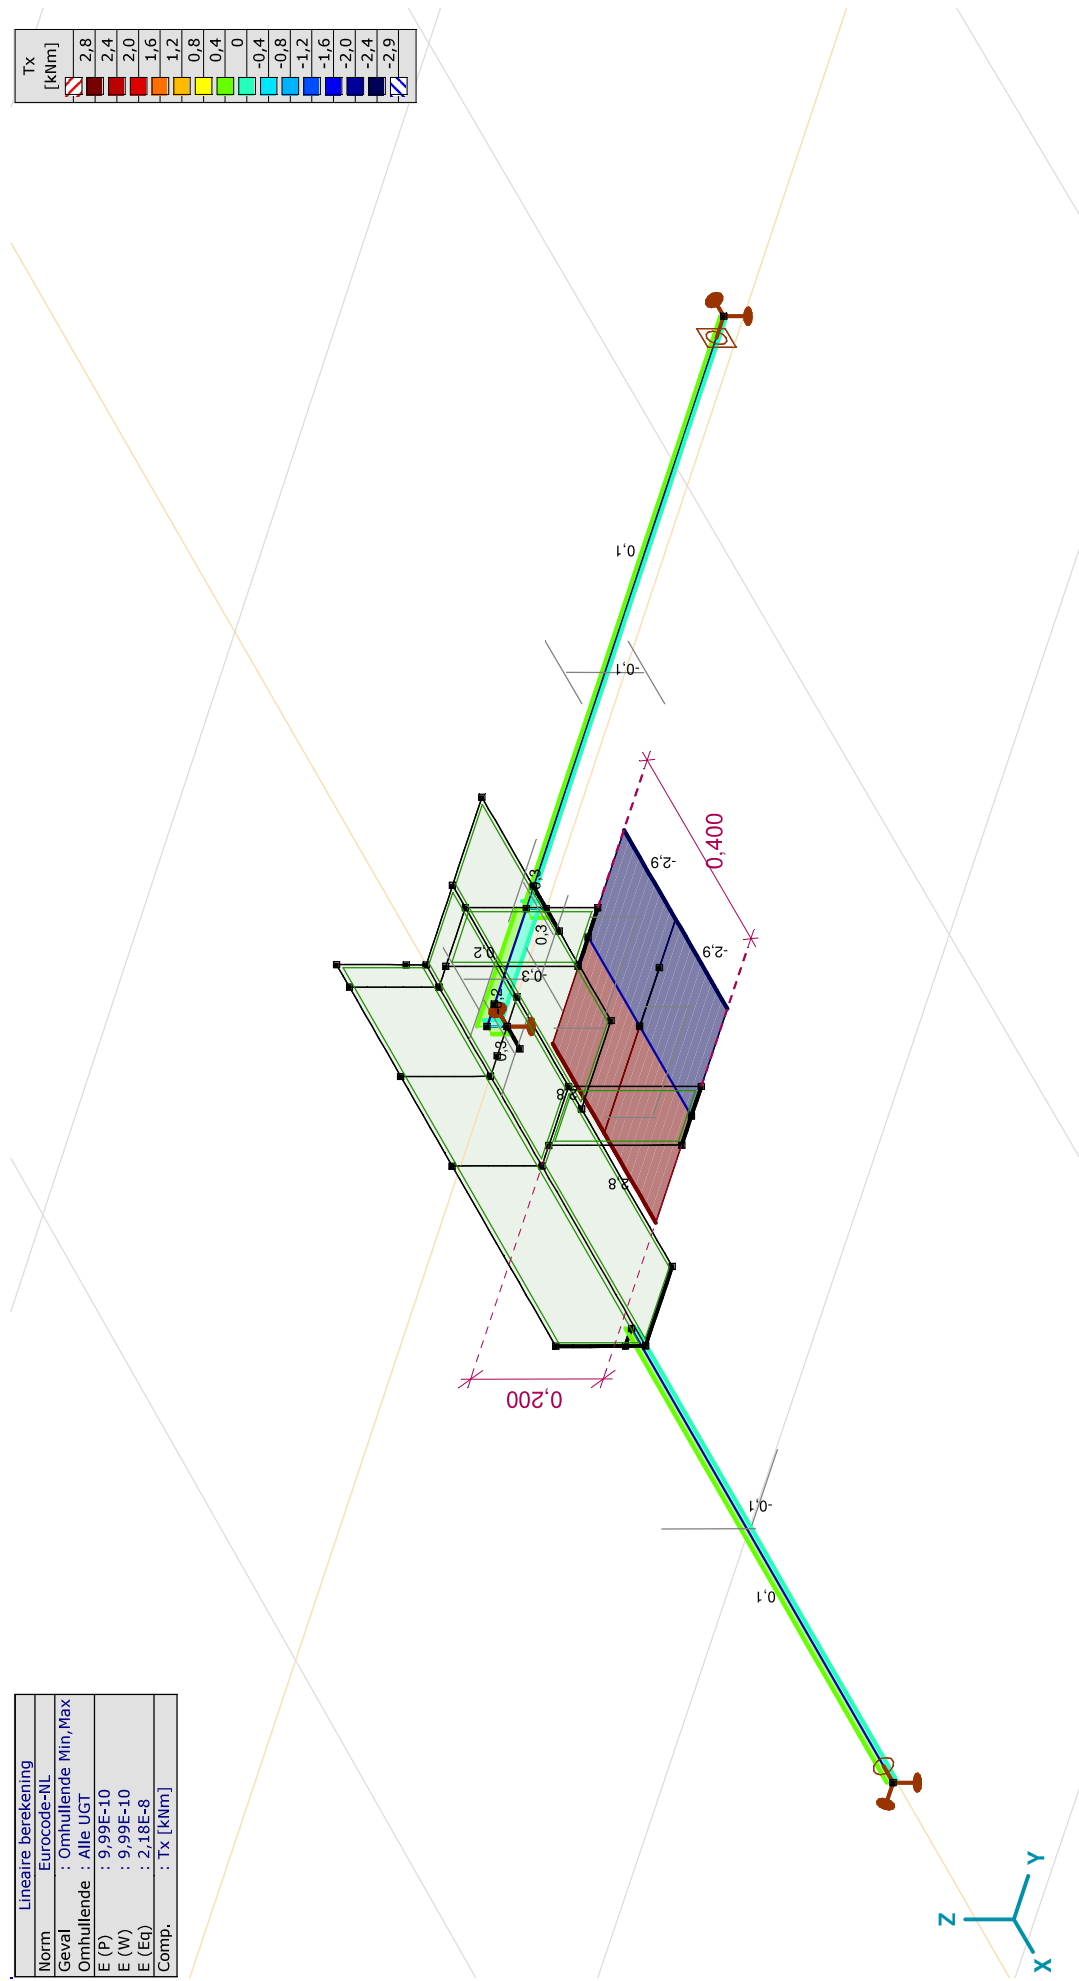 Tx
[kNm]
2,8
2,4
2,0
1,6
1,2
0,8
0,4
0
-0,4
-0,8
-1,2
-1,6
-2,0
-2,4
-2,9
0,1
-0,1
0,400
-2,9
-2,9
0,3
0,3
0,2
-0,3
0,3
2,8
2,8
0,200
-0,1
0,1
Lineaire berekening
Norm Eurocode-NL
Geval : Omhullende Min,Max
Omhullende : Alle UGT
E (P) : 9,99E-10
E (W) : 9,99E-10
E (Eq) : 2,18E-8
Comp. : Tx [kNm]
Z
Y
X